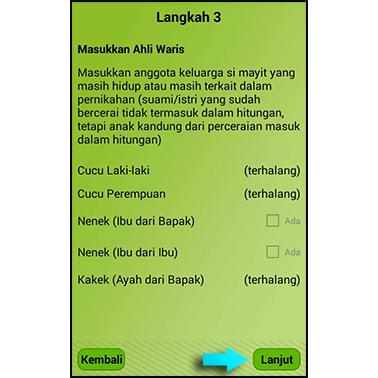 Langkah 3
Masukkan Ahli Waris
Masukkan anggota keluarga si mayit yang
masih hidup atau masih terkait dalam
pernikahan (suami/istri yang sudah
bercerai tidak termasuk dalam hitungan,
tetapi anak kandung dari perceraian masuk
dalam hitungan)
Cucu Laki-laki (terhalang)
Cucu Perempuan (terhalang)
Nenek (Ibu dari Bapak) Ada
Nenek (Ibu dari Ibu) Ada
Kakek (Ayah dari Bapak) (terhalang)
Kembali Lanjut